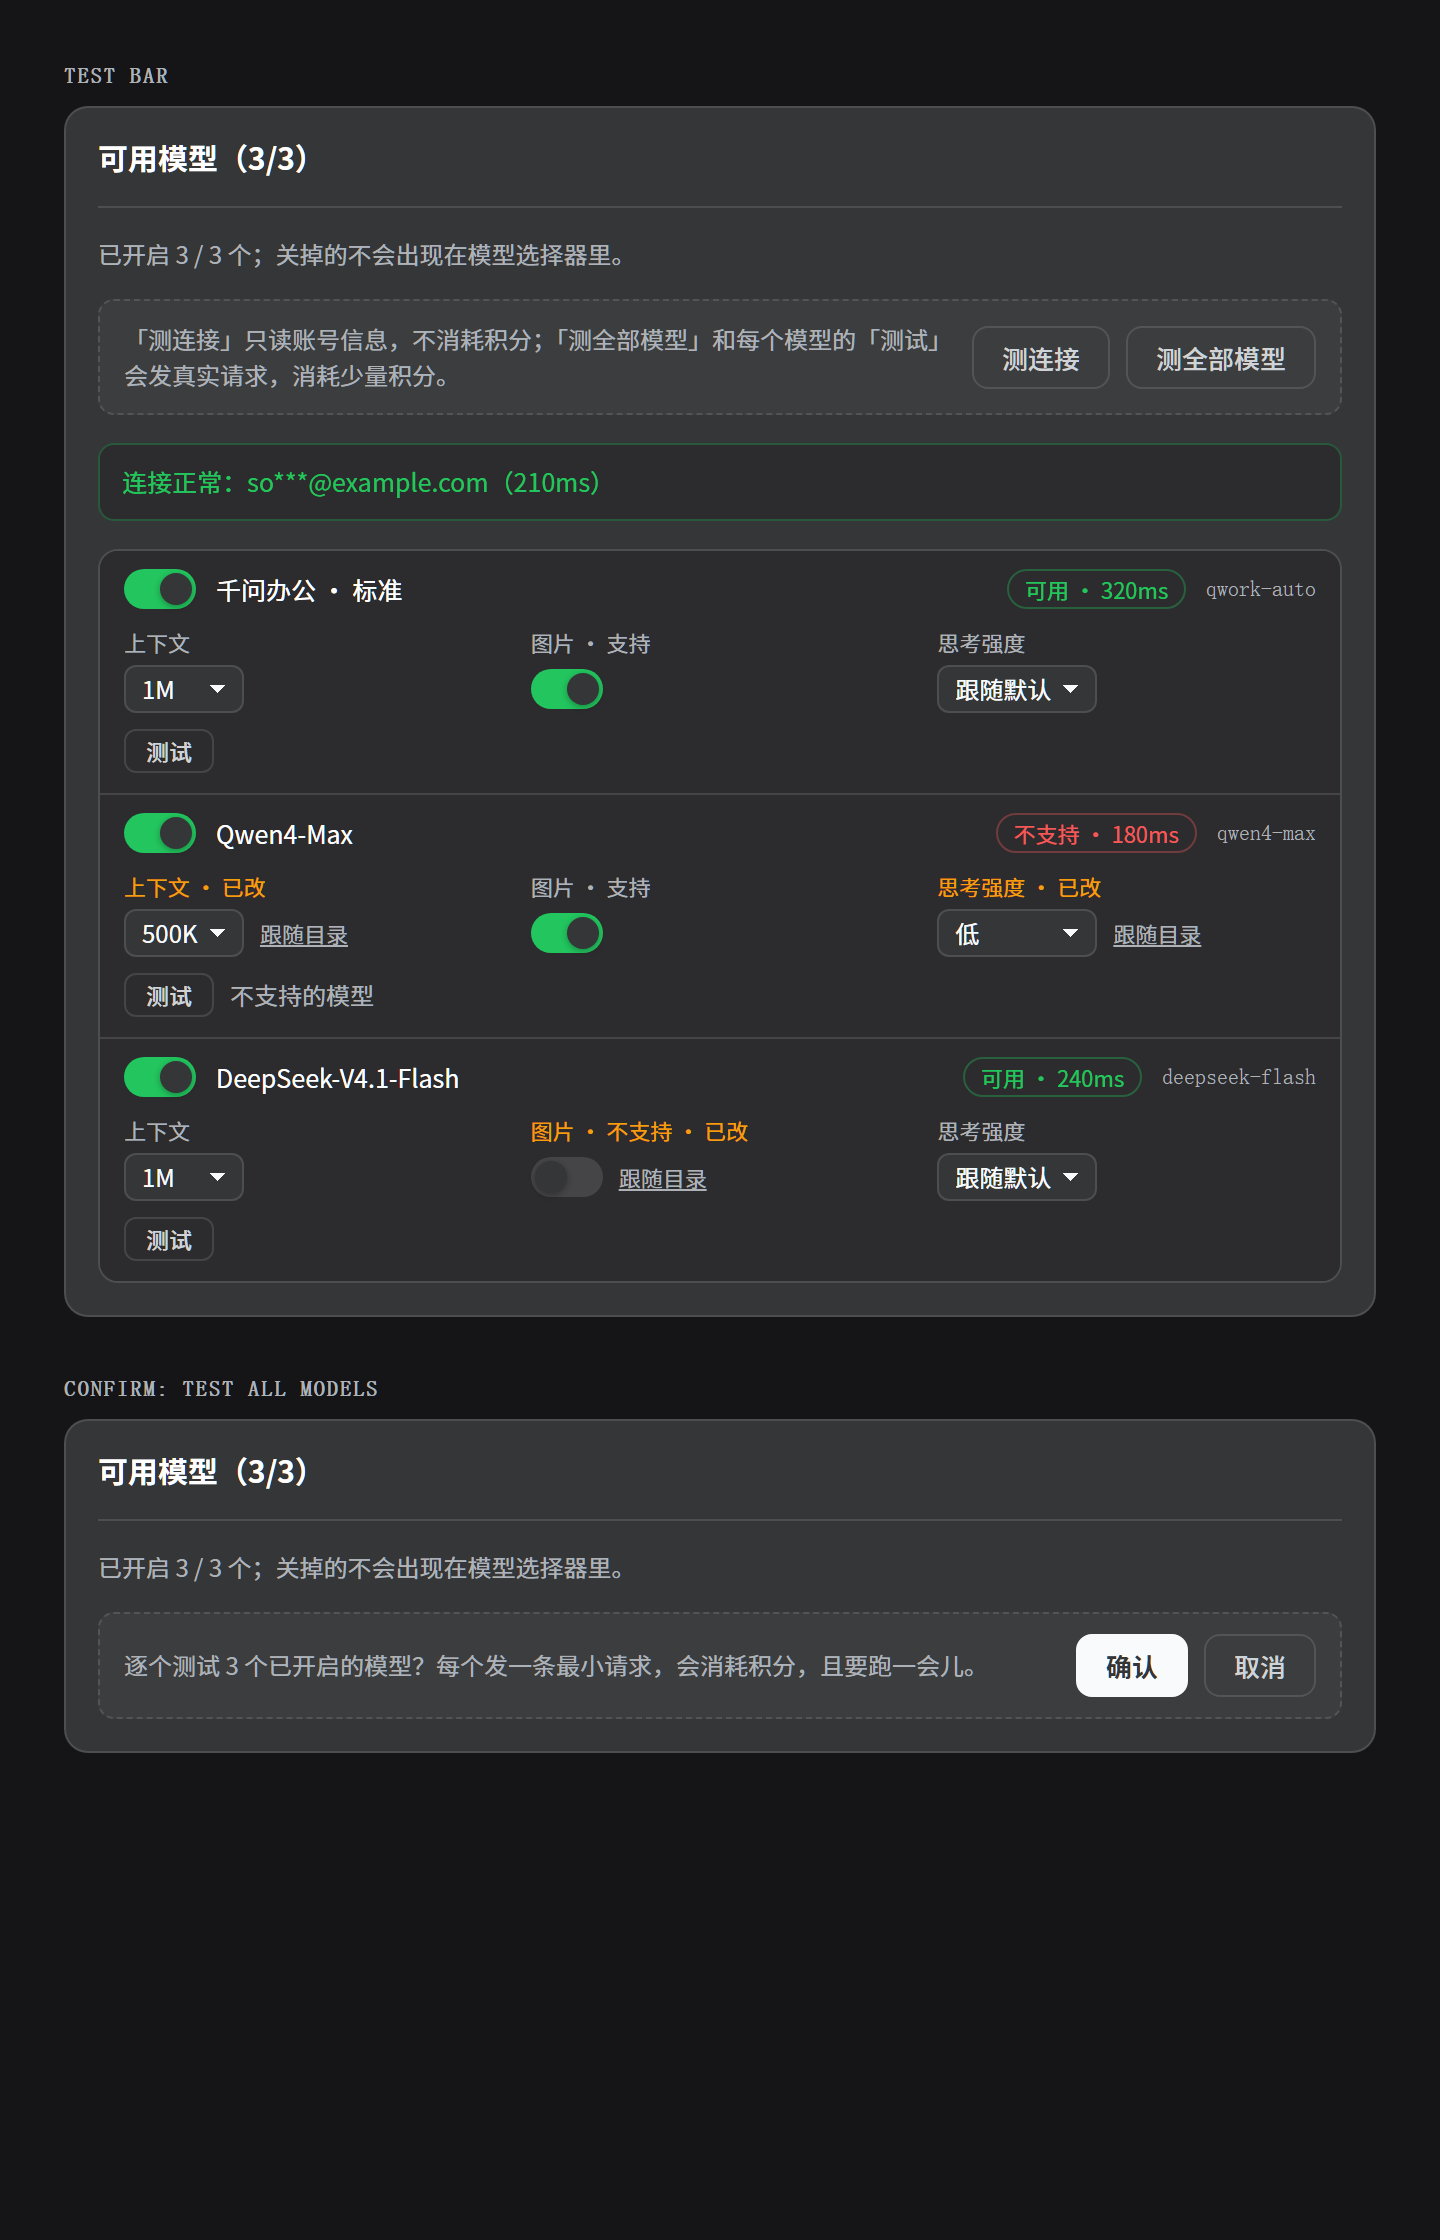 TEST BAR
可用模型（3/3）
已开启 3 / 3 个；关掉的不会出现在模型选择器里。
「测连接」只读账号信息，不消耗积分；「测全部模型」和每个模型的「测试」
会发真实请求，消耗少量积分。
测连接
测全部模型
连接正常：so***@example.com（210ms）
千问办公 · 标准
可用 · 320ms
qwork-auto
上下文
图片 · 支持
思考强度
1M
跟随默认
测试
Qwen4-Max
不支持 · 180ms
qwen4-max
上下文 · 已改
图片 · 支持
思考强度 · 已改
500K
跟随目录
低
跟随目录
测试
不支持的模型
DeepSeek-V4.1-Flash
可用 · 240ms
deepseek-flash
上下文
图片 · 不支持 · 已改
思考强度
1M
跟随目录
跟随默认
测试
CONFIRM: TEST ALL MODELS
可用模型（3/3）
已开启 3 / 3 个；关掉的不会出现在模型选择器里。
逐个测试 3 个已开启的模型？每个发一条最小请求，会消耗积分，且要跑一会儿。
确认
取消